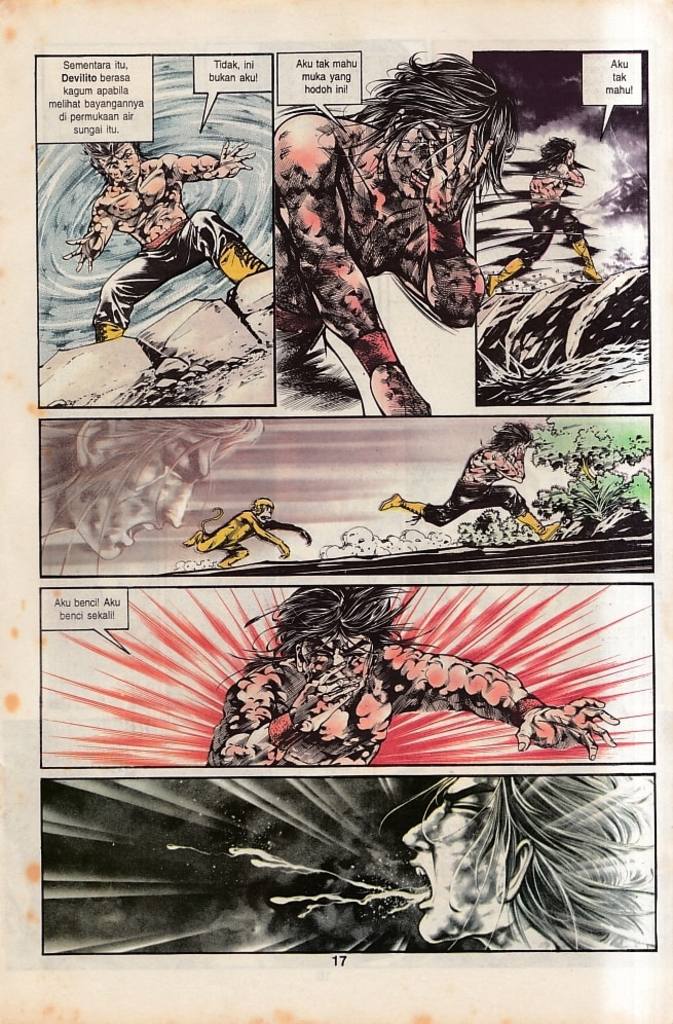 Sementara itu,
Devilito berasa
kagum apabila
melihat bayangannya
di permukaan air
sungai itu.
Tidak, ini
bukan aku!
Aku tak mahu
muka yang
hodoh ini!
Aku
tak
mahu!
Aku benci! Aku
benci sekali!
17